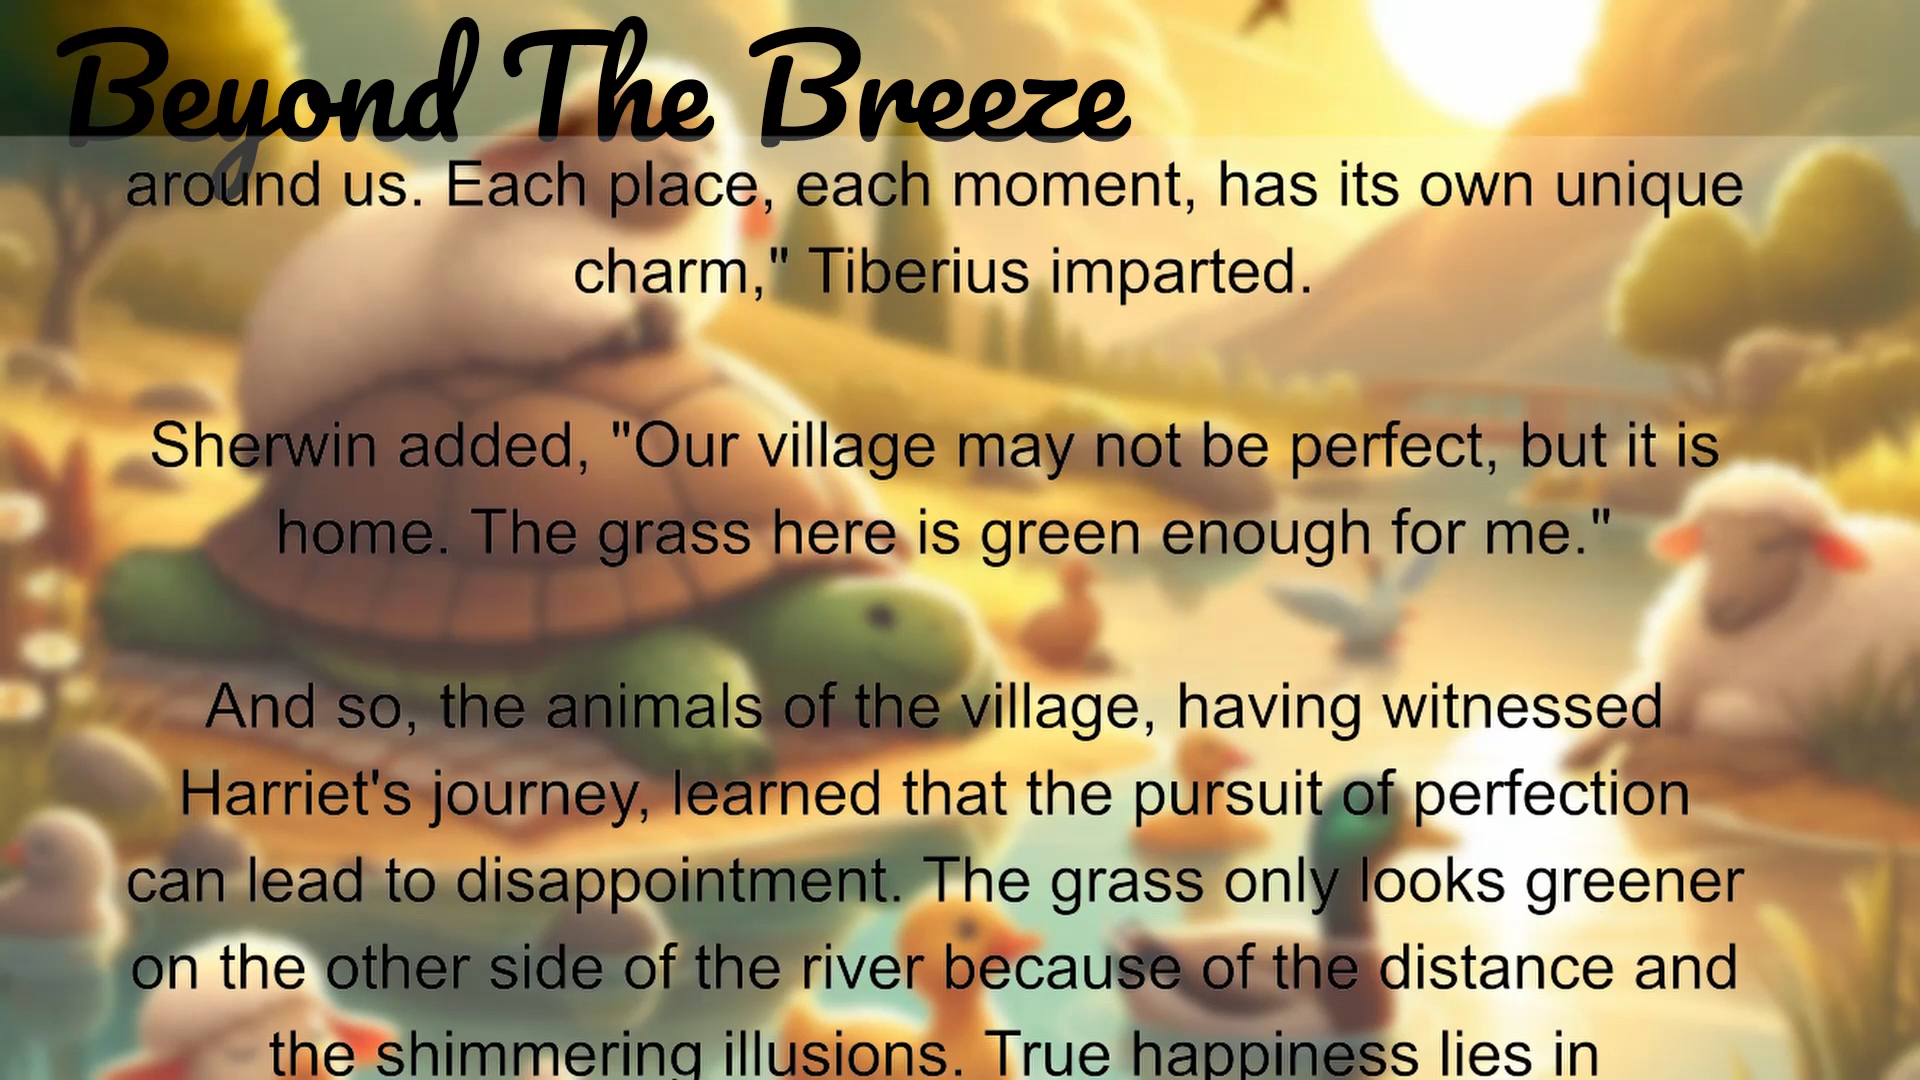 Beyond The Breeze
around us. Each place, each moment, has its own unique
charm," Tiberius imparted.
Sherwin added, "Our village may not be perfect, but it is
home. The grass here is green enough for me."
And so, the animals of the village, having witnessed
Harriet's journey, learned that the pursuit of perfection
can lead to disappointment. The grass only looks greener
on the other side of the river because of the distance and
the shimmering illusions. True happiness lies in